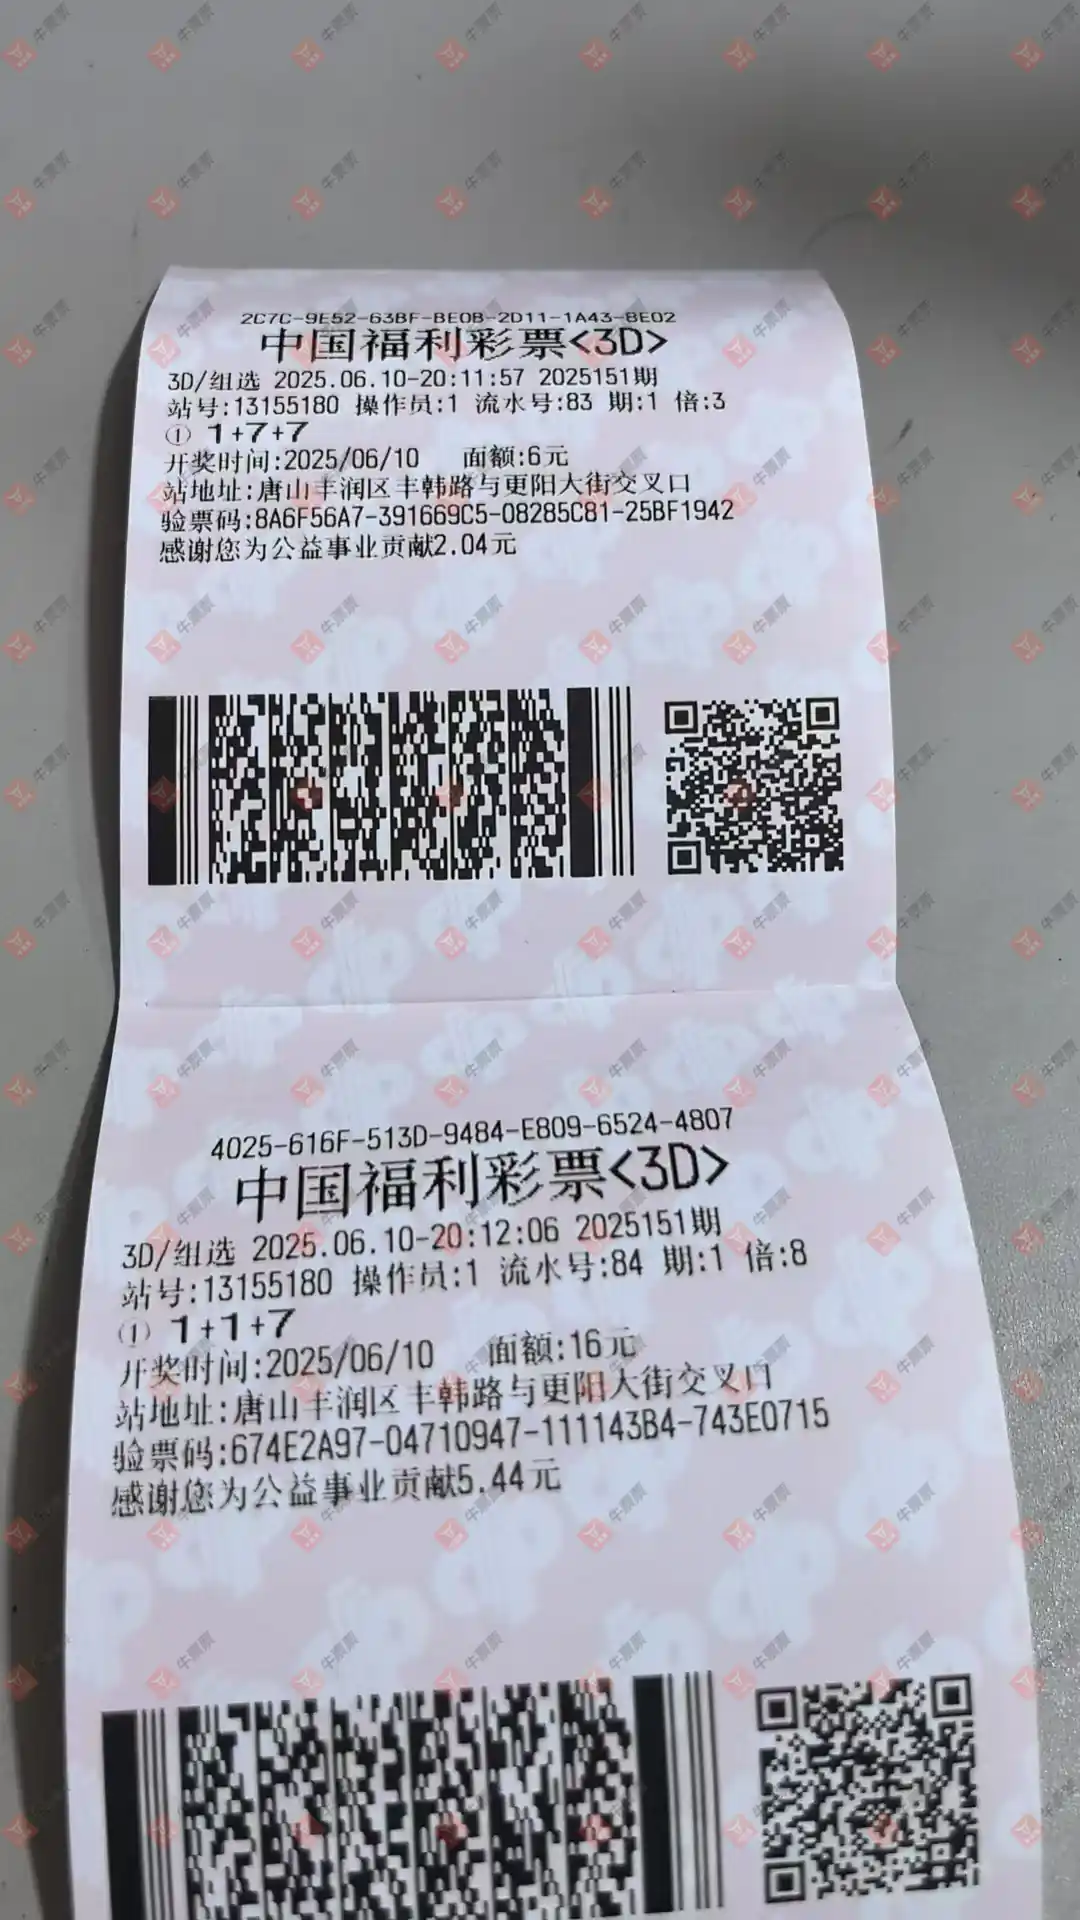 2C7C-9E52-63BF-BE0B-2D11-1A43-8E02
中国福利彩票<3D>
3D/组选 2025.06.10-20:11:57 2025151期
站号:13155180 操作员:1 流水号:83 期:1 倍:3
① 1+7+7
开奖时间:2025/06/10 面额:6元
站地址:唐山丰润区丰韩路与更阳大街交叉口
验票码:8A6F56A7-391669C5-08285C81-25BF1942
感谢您为公益事业贡献2.04元
4025-616F-513D-9484-E809-6524-4807
中国福利彩票<3D>
3D/组选 2025.06.10-20:12:06 2025151期
站号:13155180 操作员:1 流水号:84 期:1 倍:8
① 1+1+7
开奖时间:2025/06/10 面额:16元
站地址:唐山丰润区丰韩路与更阳大街交叉口
验票码:674E2A97-04710947-111143B4-743E0715
感谢您为公益事业贡献5.44元
牛票票